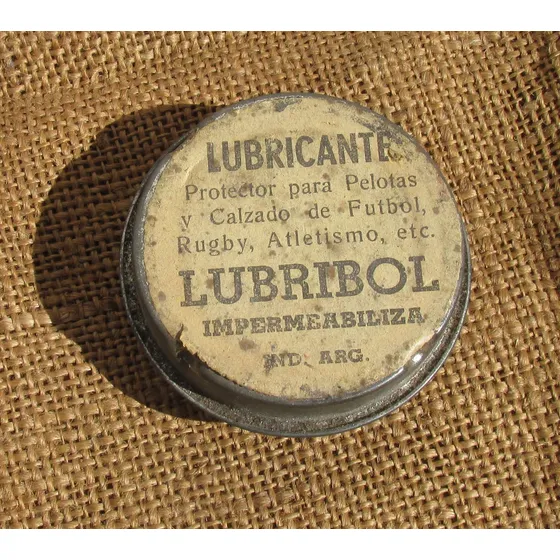 LUBRICANTE
Protector para Pelotas
y Calzado de Futbol,
Rugby, Atletismo, etc.
LUBRIBOL
IMPERMEABILIZA
IND. ARG.